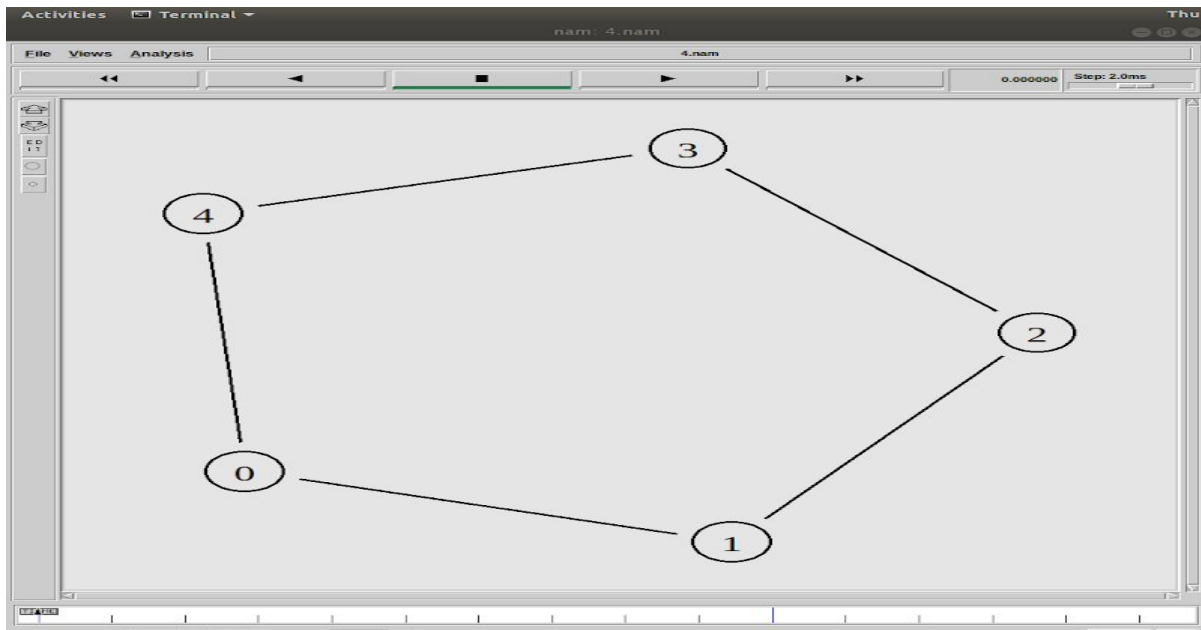 Activities Terminal Thu
nam: 4.nam
File Views Analysis 4.nam
0.000000 Step: 2.0ms
E D
I T
3
4
2
0
1